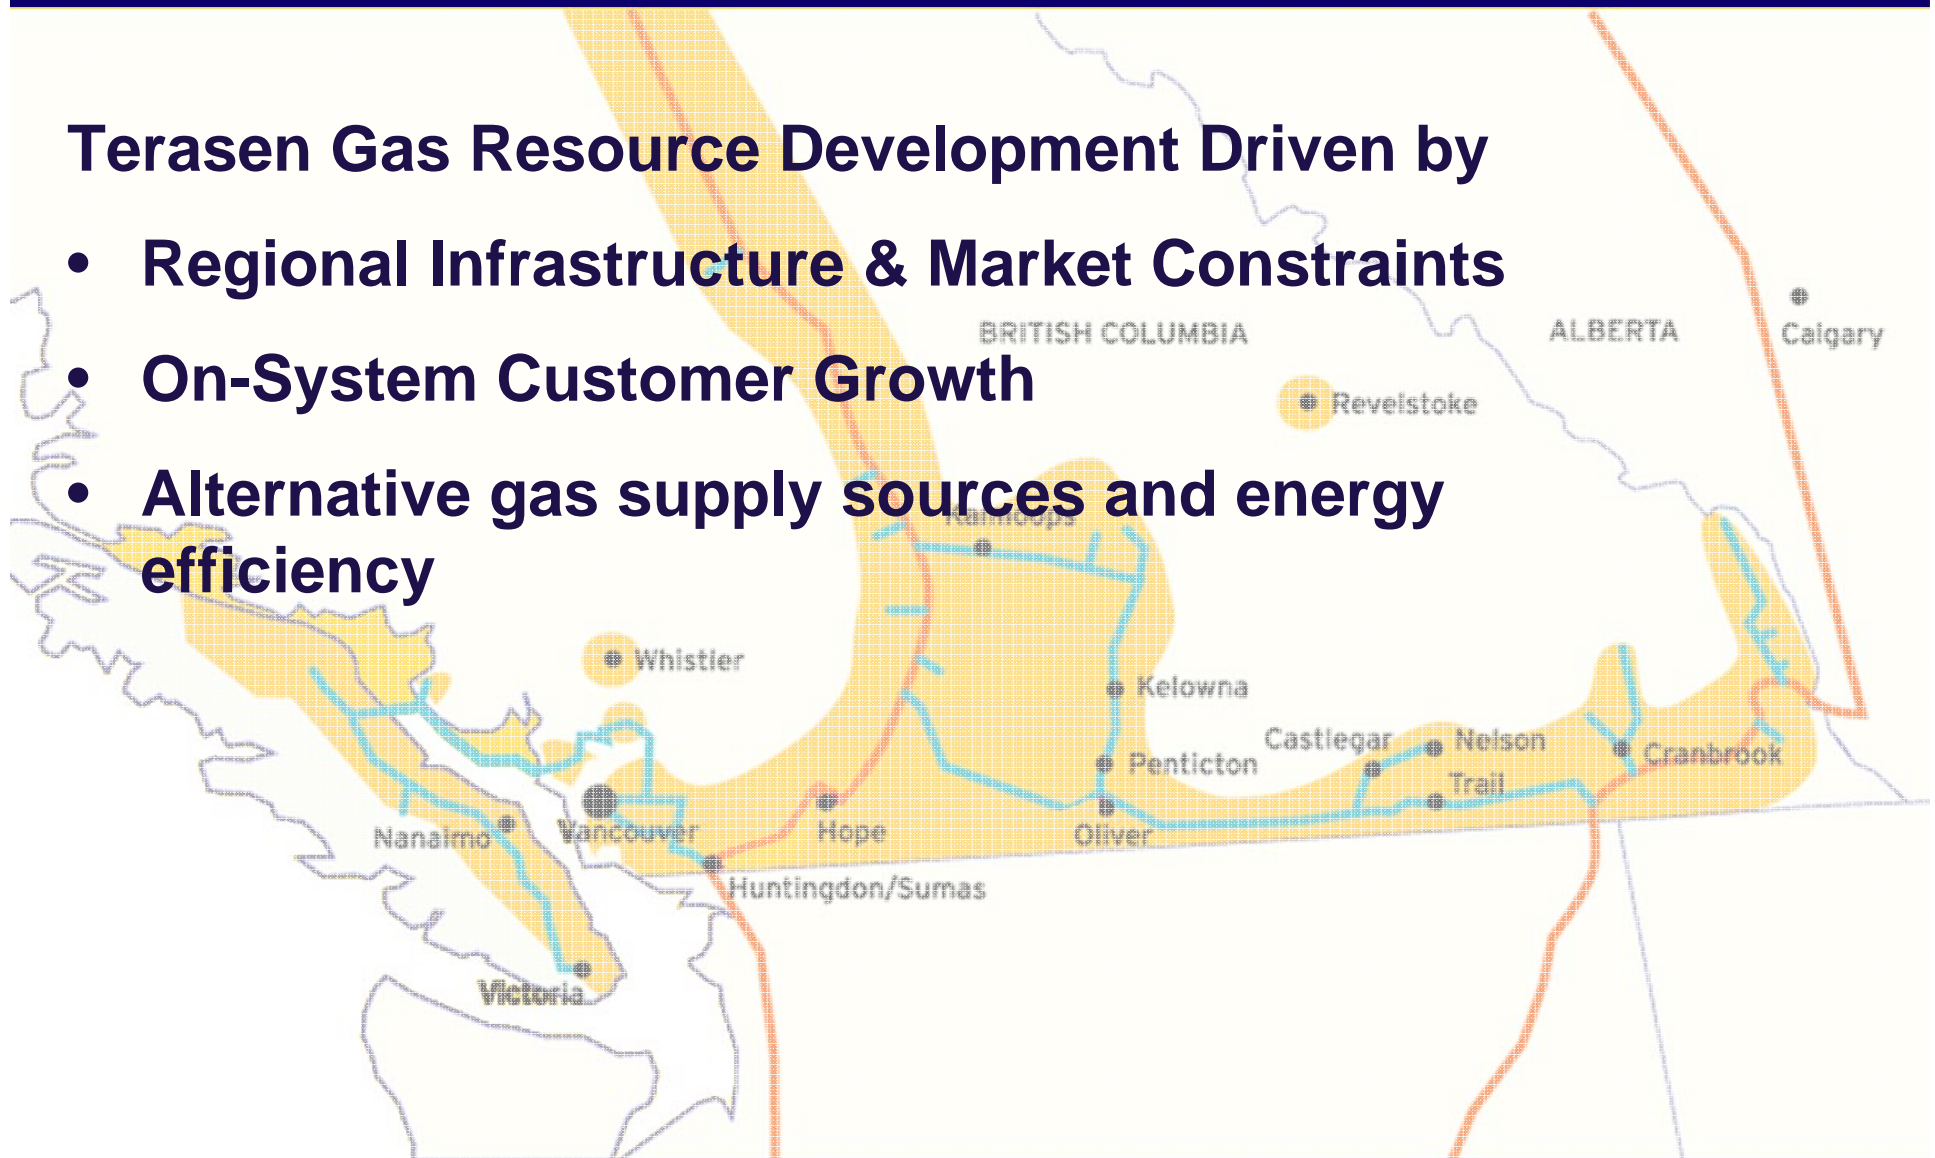 Terasen Gas Resource Development Driven by
• Regional Infrastructure & Market Constraints
BRITISH COLUMBIA
ALBERTA
Calgary
• On-System Customer Growth
Revelstoke
• Alternative gas supply sources and energy
efficiency
Kamloops
Whistler
Kelowna
Castlegar
Nelson
Penticton
Cranbrook
Trail
Nanaimo
Vancouver
Hope
Oliver
Huntingdon/Sumas
Victoria